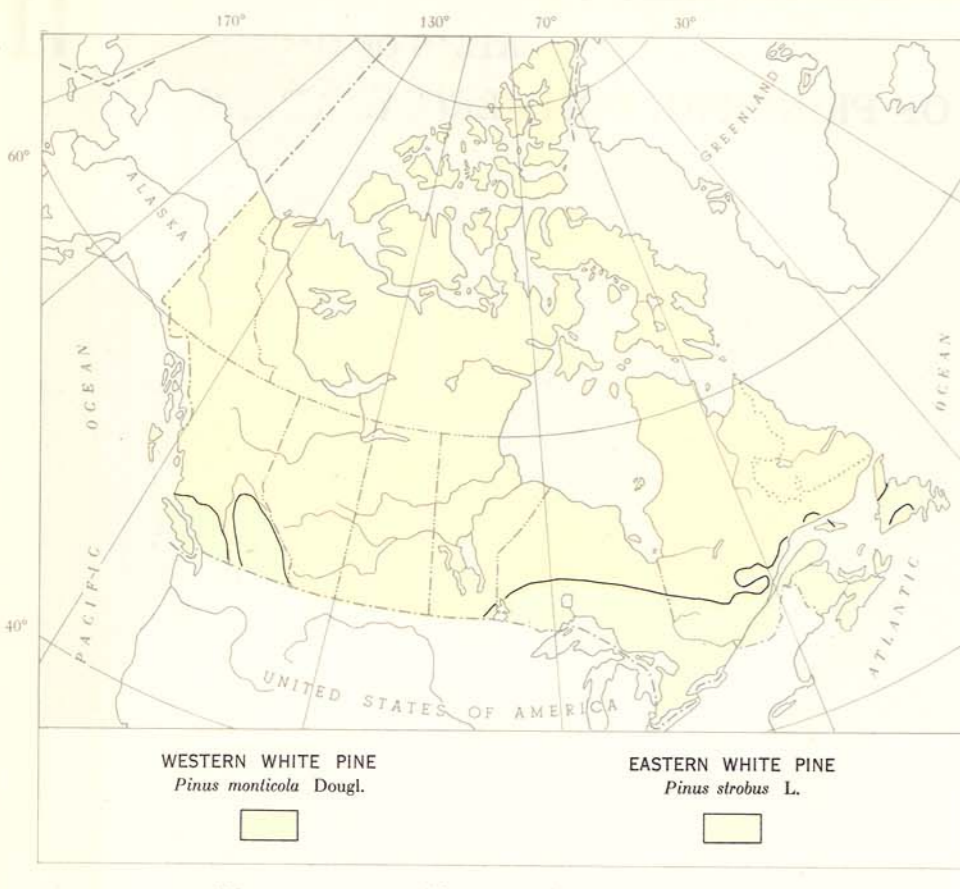 170° 130° 70° 30°
60°
ALASKA
GREENLAND
PACIFIC OCEAN
ATLANTIC OCEAN
40°
UNITED STATES OF AMERICA
WESTERN WHITE PINE
Pinus monticola Dougl.
EASTERN WHITE PINE
Pinus strobus L.